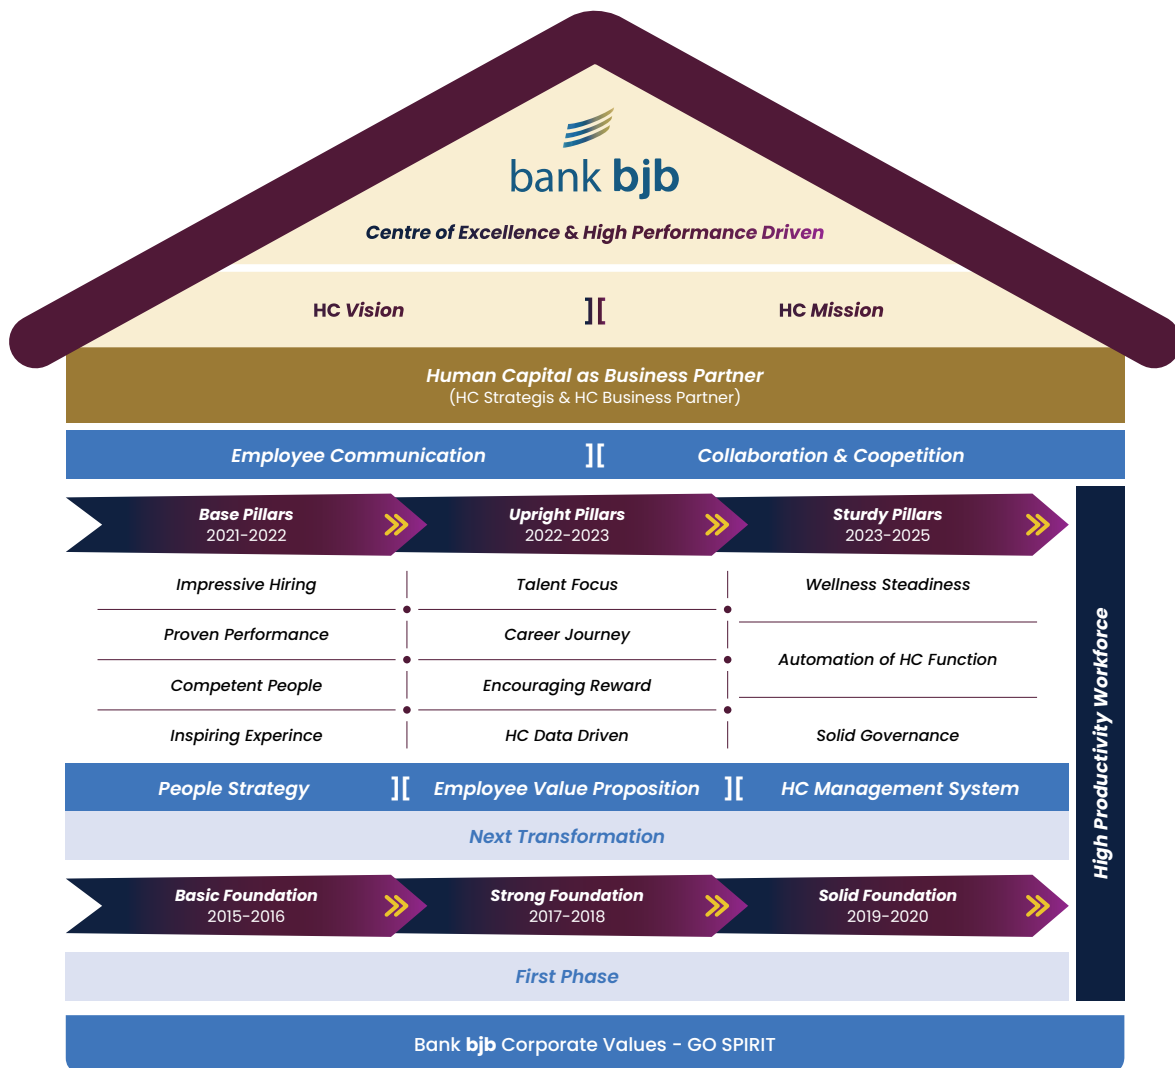 bank bjb
Centre of Excellence & High Performance Driven
HC Vision ][ HC Mission
Human Capital as Business Partner
(HC Strategis & HC Business Partner)
Employee Communication ][ Collaboration & Coopetition
Base Pillars
2021-2022
Upright Pillars
2022-2023
Sturdy Pillars
2023-2025
Impressive Hiring
Proven Performance
Competent People
Inspiring Experince
Talent Focus
Career Journey
Encouraging Reward
HC Data Driven
Wellness Steadiness
Automation of HC Function
Solid Governance
People Strategy ][ Employee Value Proposition ][ HC Management System
Next Transformation
Basic Foundation
2015-2016
Strong Foundation
2017-2018
Solid Foundation
2019-2020
First Phase
High Productivity Workforce
Bank bjb Corporate Values - GO SPIRIT